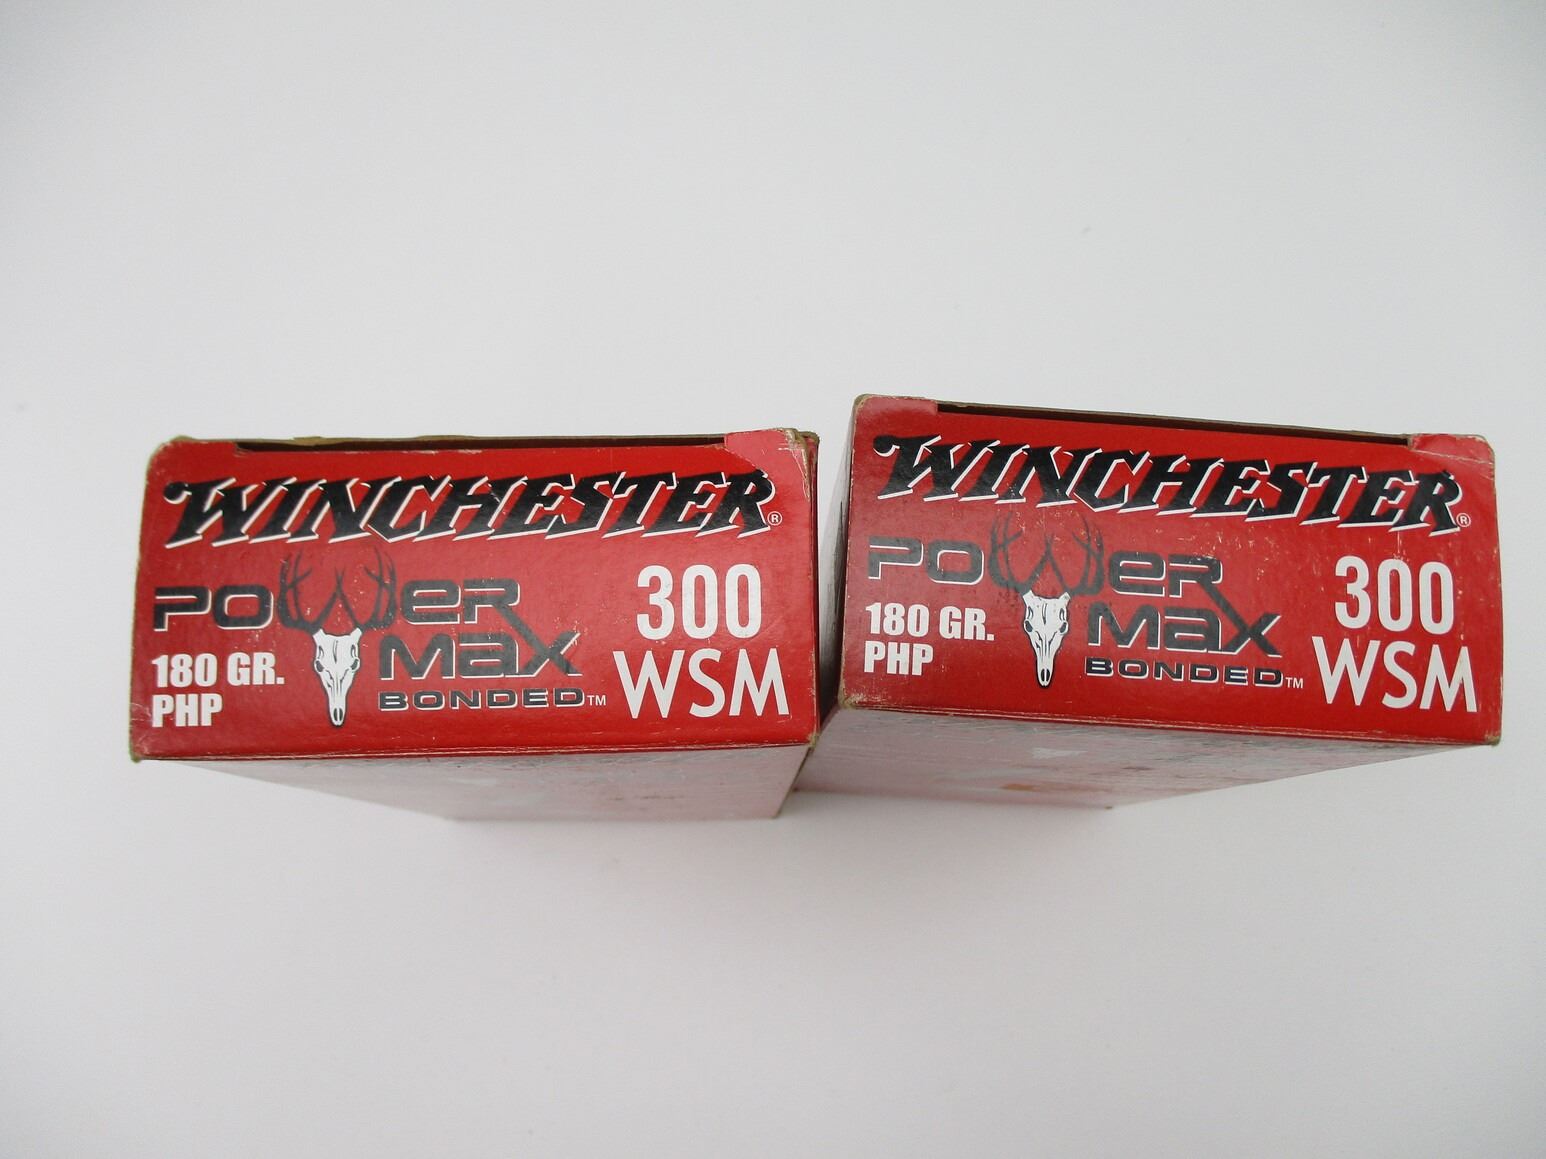 WINCHESTER®
POWER
MAX
BONDED™
180 GR.
PHP
300
WSM
WINCHESTER®
POWER
MAX
BONDED™
180 GR.
PHP
300
WSM